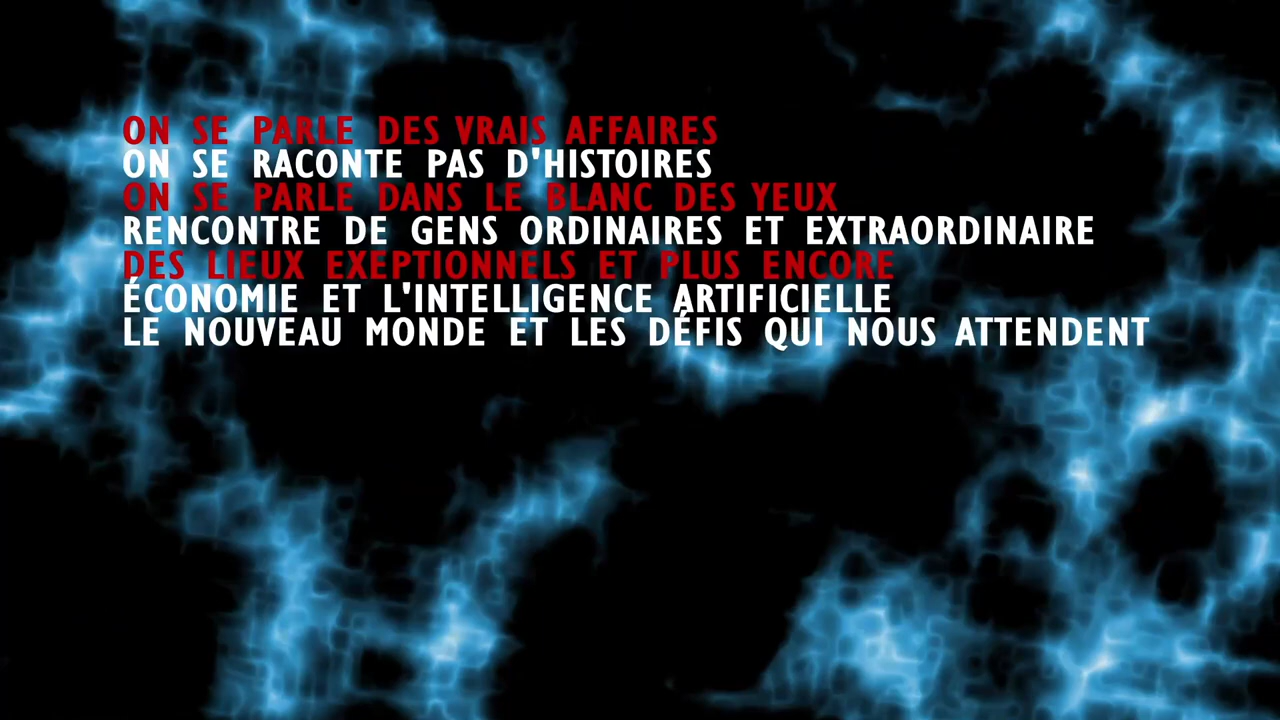 ON SE PARLE DES VRAIS AFFAIRES
ON SE RACONTE PAS D'HISTOIRES
ON SE PARLE DANS LE BLANC DES YEUX
RENCONTRE DE GENS ORDINAIRES ET EXTRAORDINAIRE
DES LIEUX EXEPTIONNELS ET PLUS ENCORE
ÉCONOMIE ET L'INTELLIGENCE ARTIFICIELLE
LE NOUVEAU MONDE ET LES DÉFIS QUI NOUS ATTENDENT